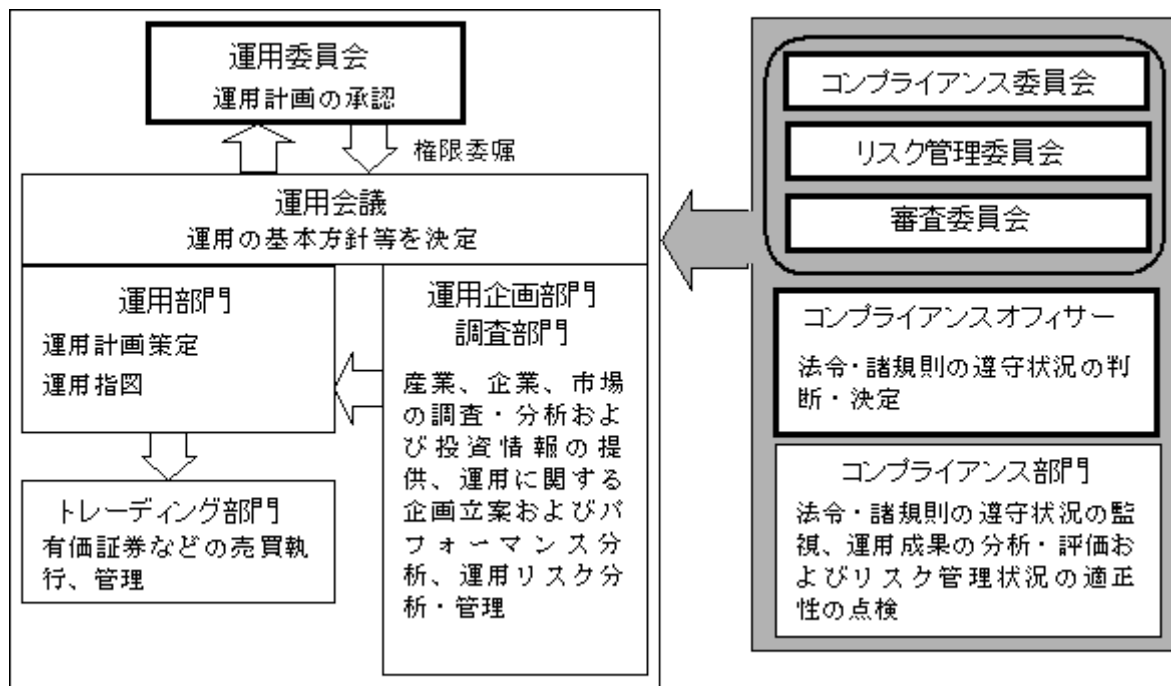 運用委員会
運用計画の承認
権限委嘱
運用会議
運用の基本方針等を決定
運用部門
運用計画策定
運用指図
運用企画部門
調査部門
産業、企業、市場
の調査・分析およ
び投資情報の提
供、運用に関する
企画立案およびパ
フォーマンス分
析、運用リスク分
析・管理
トレーディング部門
有価証券などの売買執
行、管理
コンプライアンス委員会
リスク管理委員会
審査委員会
コンプライアンスオフィサー
法令・諸規則の遵守状況の判
断・決定
コンプライアンス部門
法令・諸規則の遵守状況の監
視、運用成果の分析・評価お
よびリスク管理状況の適正
性の点検